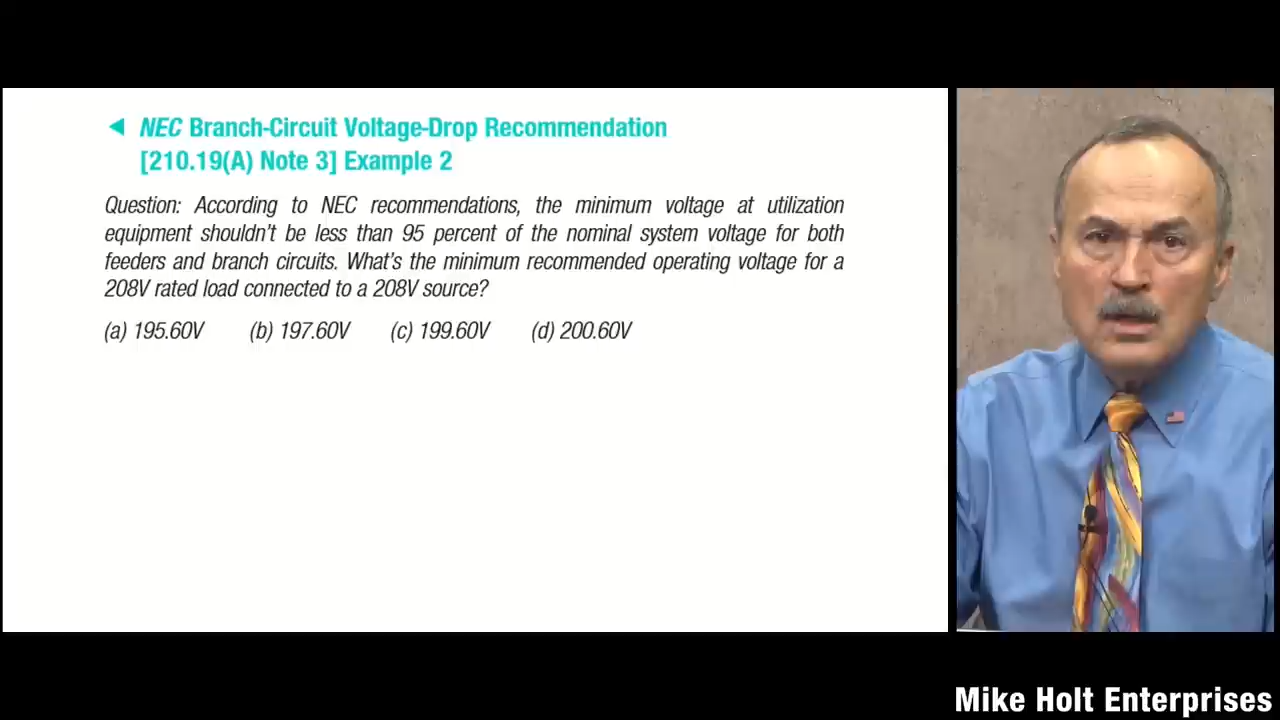 NEC Branch-Circuit Voltage-Drop Recommendation
[210.19(A) Note 3] Example 2
Question: According to NEC recommendations, the minimum voltage at utilization
equipment shouldn't be less than 95 percent of the nominal system voltage for both
feeders and branch circuits. What's the minimum recommended operating voltage for a
208V rated load connected to a 208V source?
(a) 195.60V (b) 197.60V (c) 199.60V (d) 200.60V
Mike Holt Enterprises